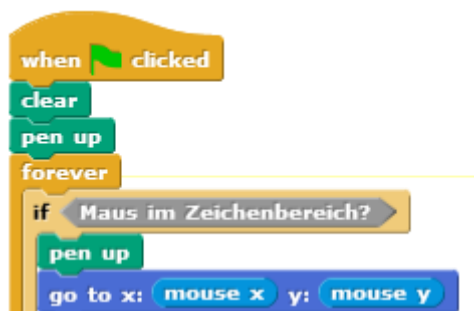 when clicked
clear
pen up
forever
if Maus im Zeichenbereich?
pen up
go to x: mouse x y: mouse y